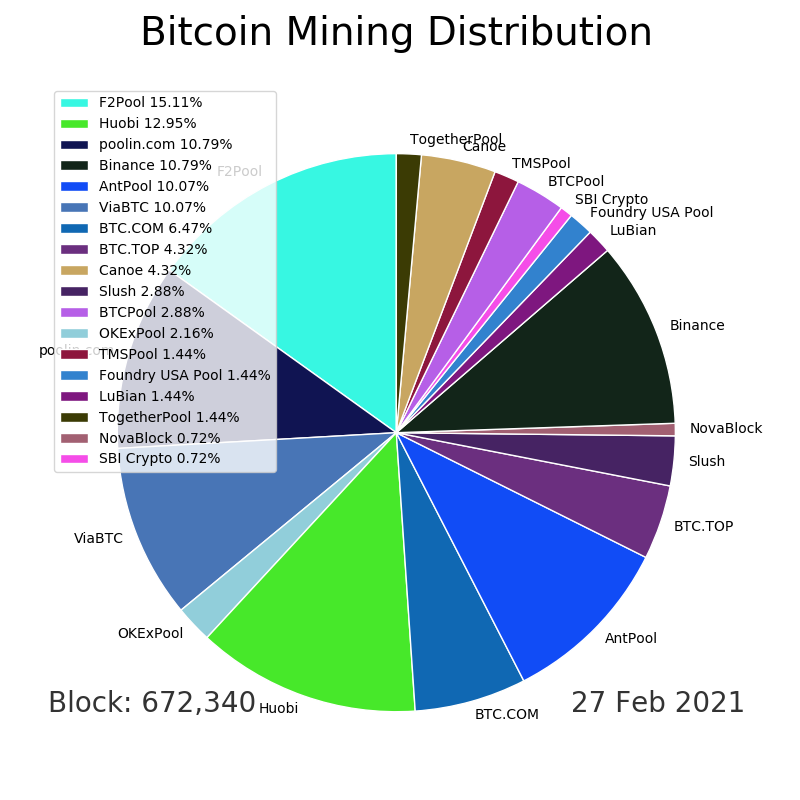 Bitcoin Mining Distribution
F2Pool 15.11%
Huobi 12.95%
poolin.com 10.79%
Binance 10.79%
AntPool 10.07%
ViaBTC 10.07%
BTC.COM 6.47%
BTC.TOP 4.32%
Canoe 4.32%
Slush 2.88%
BTCPool 2.88%
OKExPool 2.16%
TMSPool 1.44%
Foundry USA Pool 1.44%
LuBian 1.44%
TogetherPool 1.44%
NovaBlock 0.72%
SBI Crypto 0.72%
TogetherPool
Canoe
TMSPool
BTCPool
SBI Crypto
Foundry USA Pool
LuBian
Binance
NovaBlock
Slush
BTC.TOP
AntPool
BTC.COM
Huobi
OKExPool
ViaBTC
poolin.com
F2Pool
Block: 672,340
27 Feb 2021